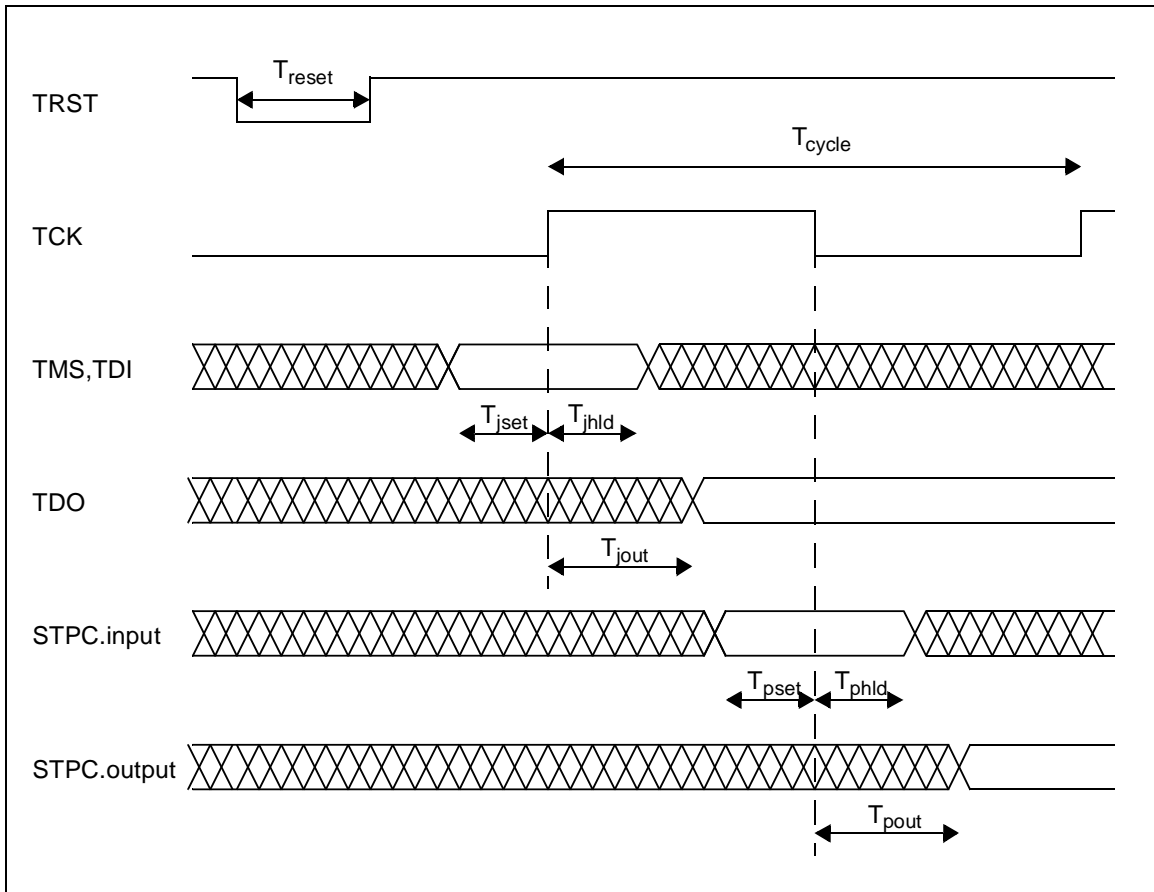 TRST
Treset
Tcycle
TCK
TMS,TDI
Tjset
Tjhld
TDO
Tjout
STPC.input
Tpset
Tphld
STPC.output
Tpout